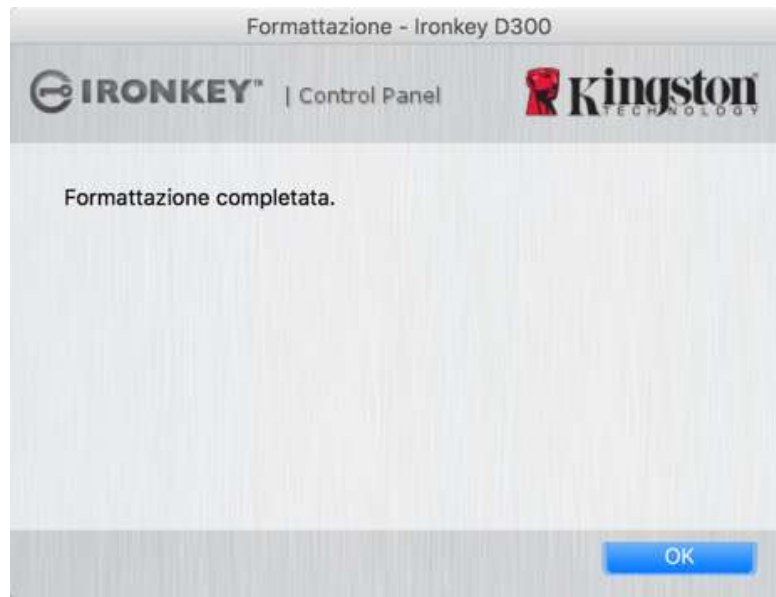 Formattazione - Ironkey D300
IRONKEY™ | Control Panel
Kingston
TECHNOLOGY
Formattazione completata.
OK